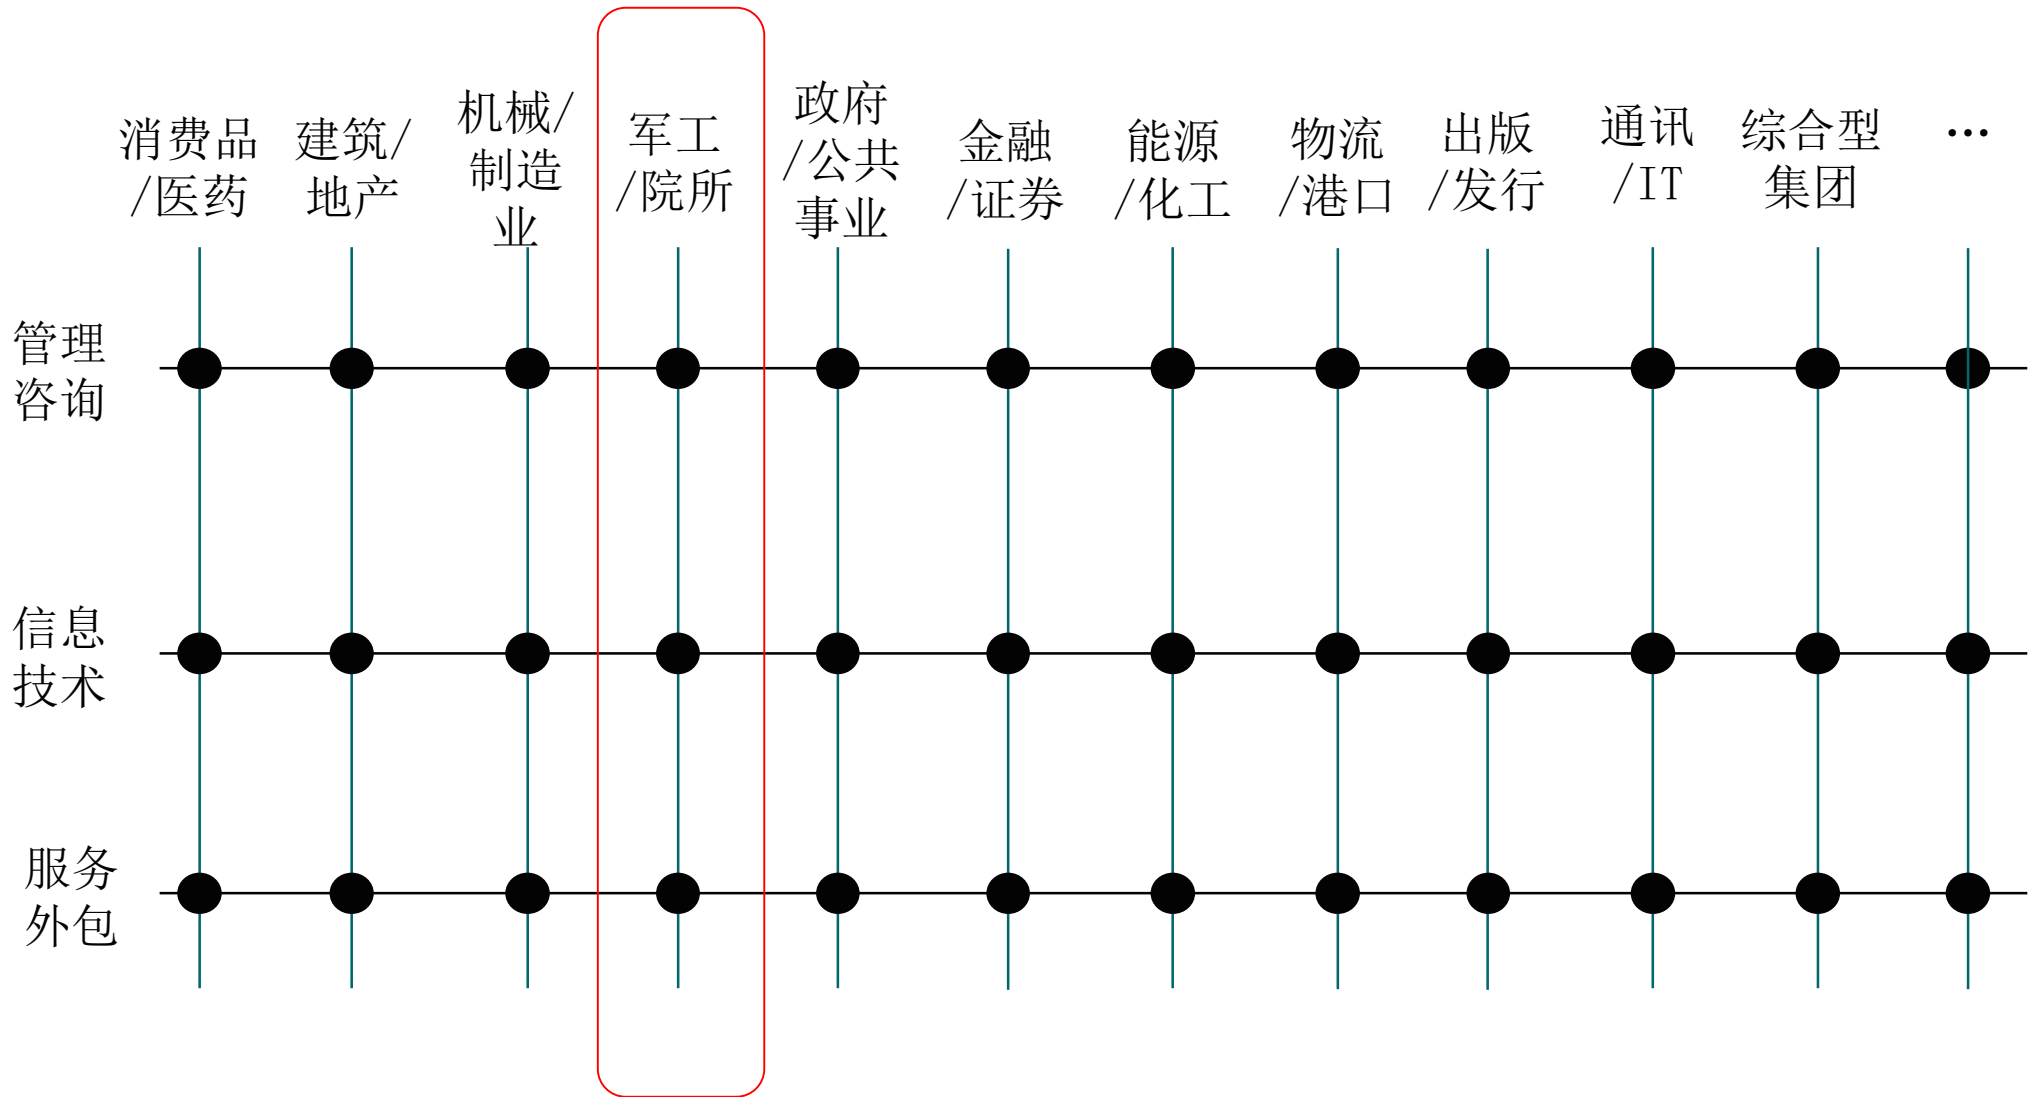 消费品
/医药
建筑/
地产
机械/
制造
业
军工
/院所
政府
/公共
事业
金融
/证券
能源
/化工
物流
/港口
出版
/发行
通讯
/IT
综合型
集团
…
管理
咨询
信息
技术
服务
外包